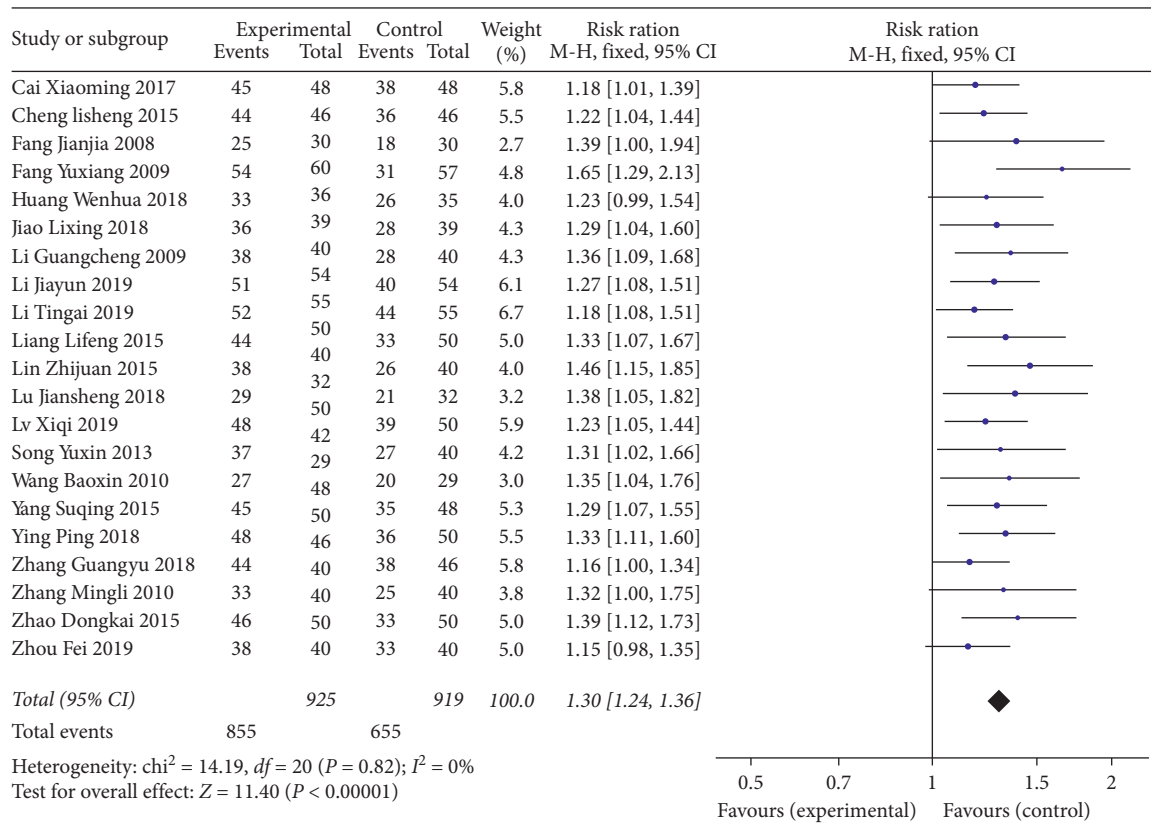 Study or subgroup Experimental Control Weight (%) Risk ration M-H, fixed, 95% CI Risk ration M-H, fixed, 95% CI
Events Total Events Total
Cai Xiaoming 2017 45 48 38 48 5.8 1.18 [1.01, 1.39]
Cheng lisheng 2015 44 46 36 46 5.5 1.22 [1.04, 1.44]
Fang Jianjia 2008 25 30 18 30 2.7 1.39 [1.00, 1.94]
Fang Yuxiang 2009 54 60 31 57 4.8 1.65 [1.29, 2.13]
Huang Wenhua 2018 33 36 26 35 4.0 1.23 [0.99, 1.54]
Jiao Lixing 2018 36 39 28 39 4.3 1.29 [1.04, 1.60]
Li Guangcheng 2009 38 40 28 40 4.3 1.36 [1.09, 1.68]
Li Jiayun 2019 51 54 40 54 6.1 1.27 [1.08, 1.51]
Li Tingai 2019 52 55 44 55 6.7 1.18 [1.08, 1.51]
Liang Lifeng 2015 44 50 33 50 5.0 1.33 [1.07, 1.67]
Lin Zhijuan 2015 38 40 26 40 4.0 1.46 [1.15, 1.85]
Lu Jiansheng 2018 29 32 21 32 3.2 1.38 [1.05, 1.82]
Lv Xiqi 2019 48 50 39 50 5.9 1.23 [1.05, 1.44]
Song Yuxin 2013 37 42 27 40 4.2 1.31 [1.02, 1.66]
Wang Baoxin 2010 27 29 20 29 3.0 1.35 [1.04, 1.76]
Yang Suqing 2015 45 48 35 48 5.3 1.29 [1.07, 1.55]
Ying Ping 2018 48 50 36 50 5.5 1.33 [1.11, 1.60]
46
Zhang Guangyu 2018 44 40 38 46 5.8 1.16 [1.00, 1.34]
Zhang Mingli 2010 33 40 25 40 3.8 1.32 [1.00, 1.75]
Zhao Dongkai 2015 46 50 33 50 5.0 1.39 [1.12, 1.73]
Zhou Fei 2019 38 40 33 40 5.0 1.15 [0.98, 1.35]
Total (95% CI) 925 919 100.0 1.30 [1.24, 1.36]
Total events 855 655
Heterogeneity: chi² = 14.19, df = 20 (P = 0.82); I² = 0%
Test for overall effect: Z = 11.40 (P < 0.00001)
0.5 0.7 1 1.5 2
Favours (experimental) Favours (control)